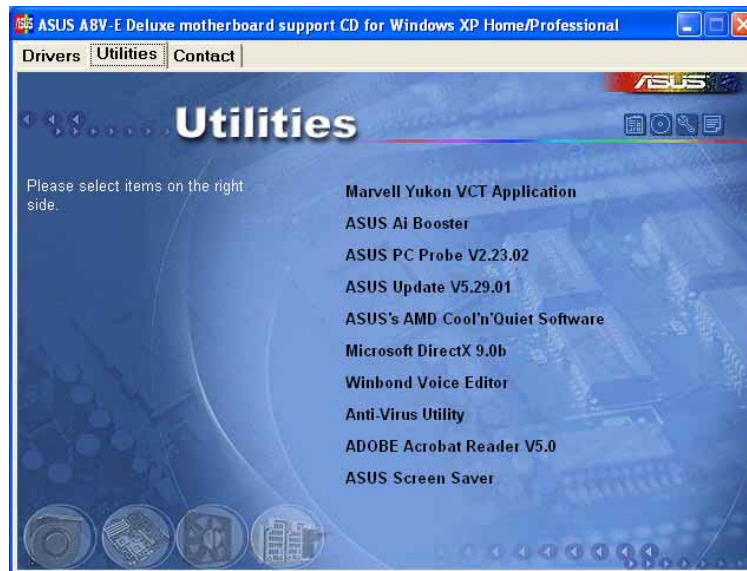 ASUS A8V-E Deluxe motherboard support CD for Windows XP Home/Professional
Drivers Utilities Contact
ASUS
Utilities
Please select items on the right
side.
Marvell Yukon VCT Application
ASUS Ai Booster
ASUS PC Probe V2.23.02
ASUS Update V5.29.01
ASUS's AMD Cool'n'Quiet Software
Microsoft DirectX 9.0b
Winbond Voice Editor
Anti-Virus Utility
ADOBE Acrobat Reader V5.0
ASUS Screen Saver